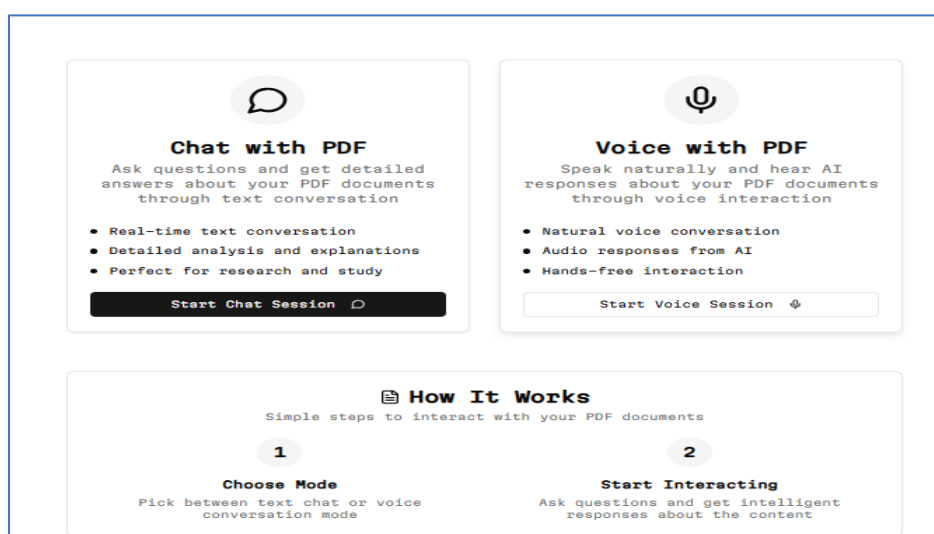 Chat with PDF
Ask questions and get detailed
answers about your PDF documents
through text conversation
Real-time text conversation
Detailed analysis and explanations
Perfect for research and study
Start Chat Session
Voice with PDF
Speak naturally and hear AI
responses about your PDF documents
through voice interaction
Natural voice conversation
Audio responses from AI
Hands-free interaction
Start Voice Session
How It Works
Simple steps to interact with your PDF documents
1
Choose Mode
Pick between text chat or voice
conversation mode
2
Start Interacting
Ask questions and get intelligent
responses about the content